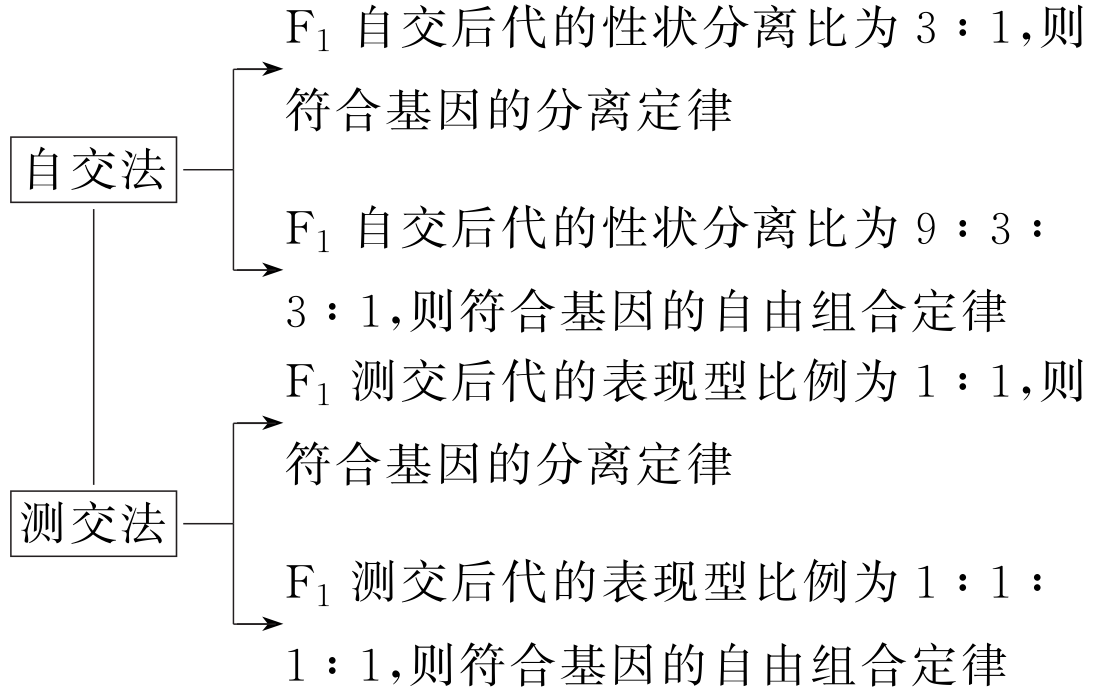 F₁ 自交后代的性状分离比为 3∶1,则
符合基因的分离定律
自交法
F₁ 自交后代的性状分离比为 9∶3∶
3∶1,则符合基因的自由组合定律
F₁ 测交后代的表现型比例为 1∶1,则
符合基因的分离定律
测交法
F₁ 测交后代的表现型比例为 1∶1∶
1∶1,则符合基因的自由组合定律